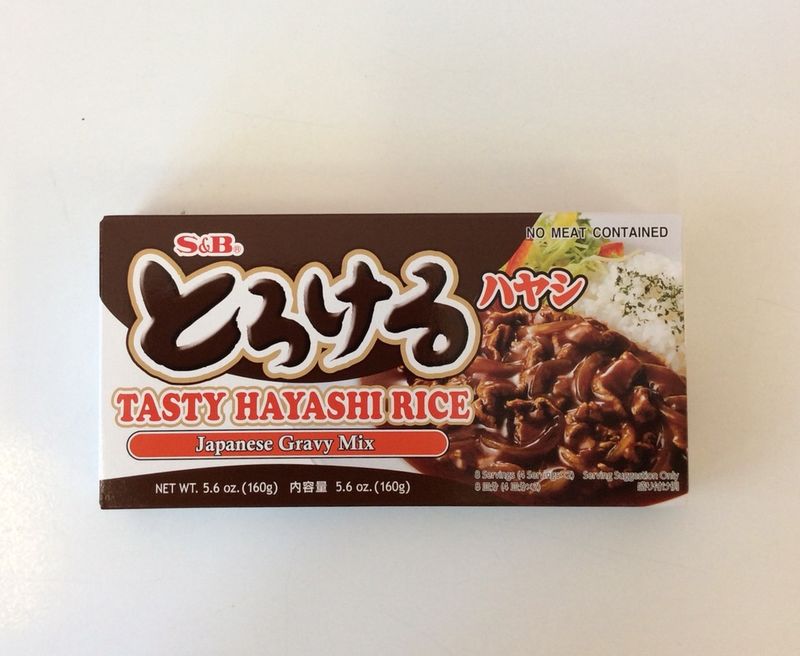 S&B®
NO MEAT CONTAINED
とろける
ハヤシ
TASTY HAYASHI RICE
Japanese Gravy Mix
NET WT. 5.6 oz. (160g) 内容量 5.6 oz. (160g)
8 Servings (4 Servings×2) Serving Suggestion Only
8 皿分 (4 皿分×2) 盛り付け例